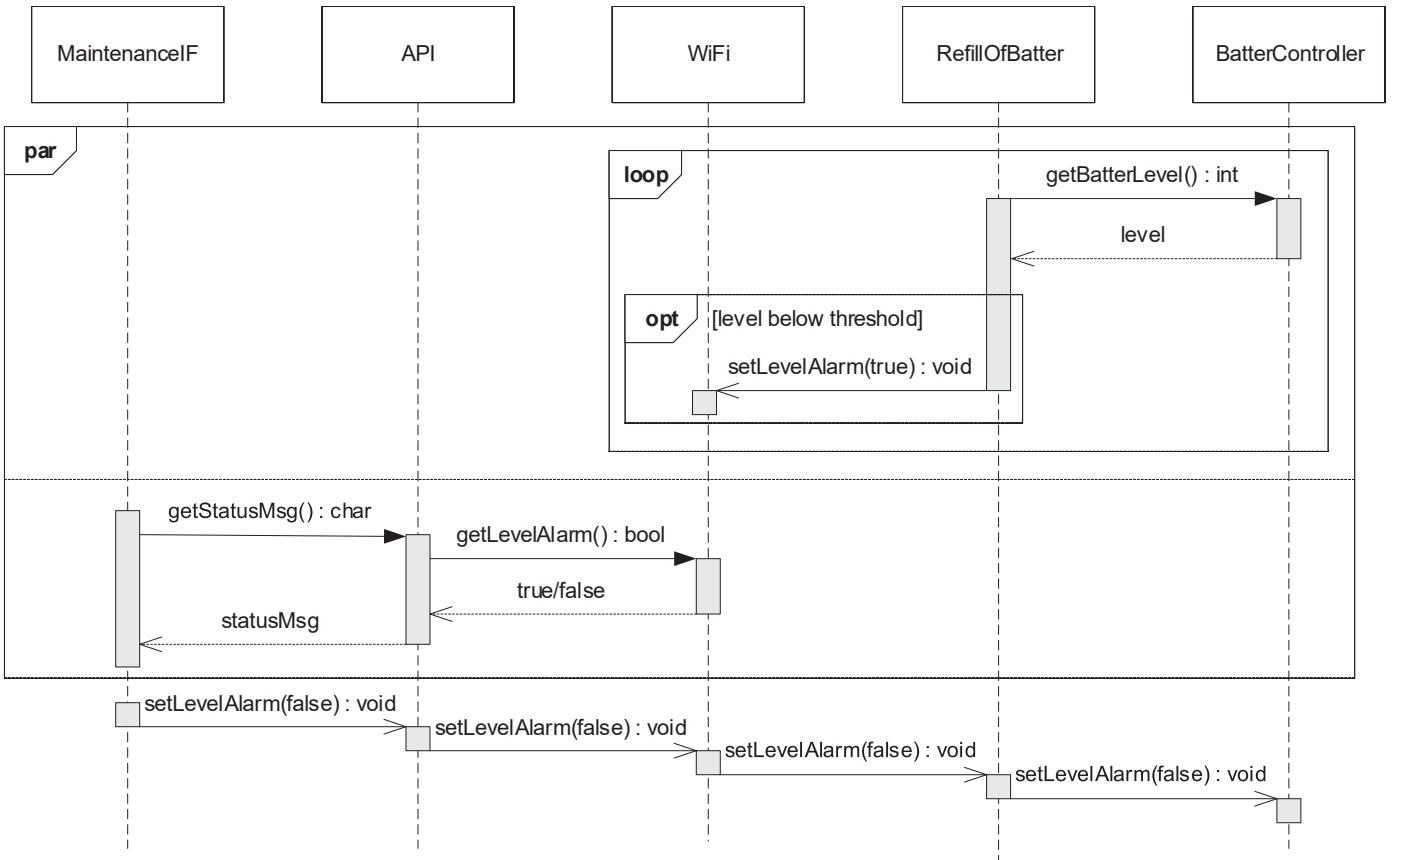 MaintenanceIF
API
WiFi
RefillOfBatter
BatterController
par
loop
getBatterLevel() : int
level
opt
[level below threshold]
setLevelAlarm(true) : void
getStatusMsg() : char
getLevelAlarm() : bool
true/false
statusMsg
setLevelAlarm(false) : void
setLevelAlarm(false) : void
setLevelAlarm(false) : void
setLevelAlarm(false) : void